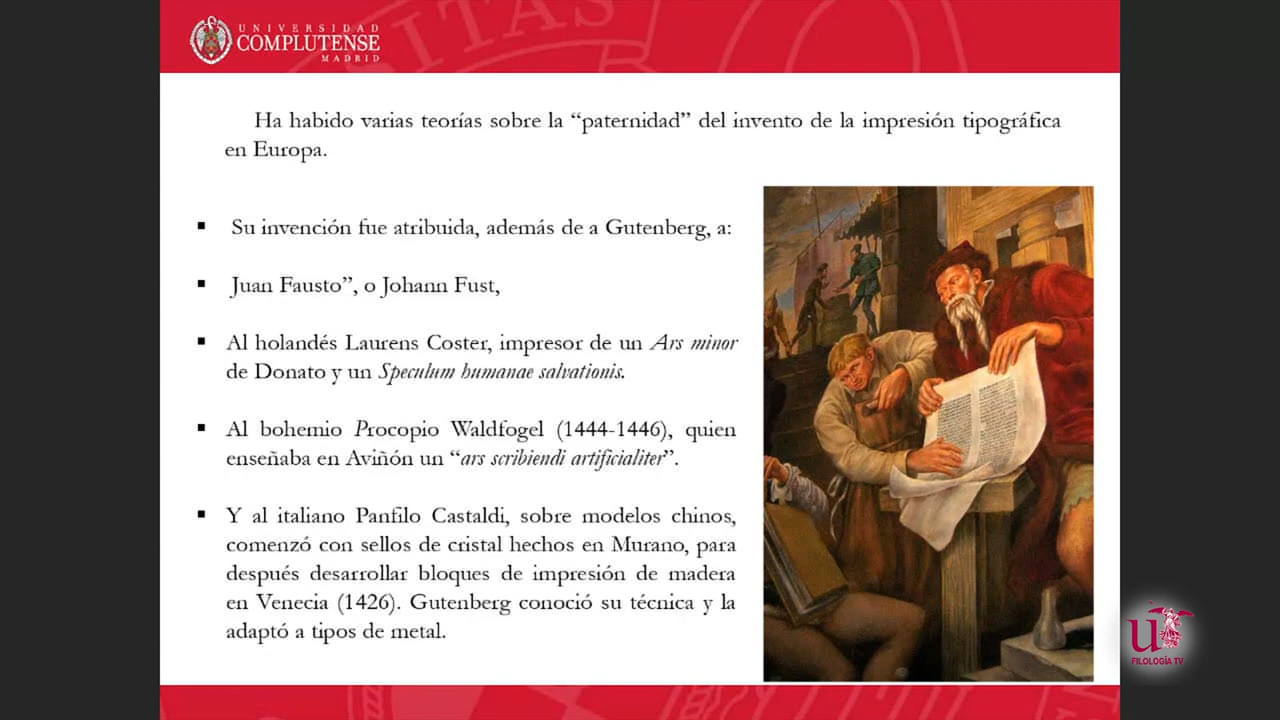 UNIVERSIDAD
COMPLUTENSE
MADRID
Ha habido varias teorías sobre la “paternidad” del invento de la impresión tipográfica
en Europa.
▪ Su invención fue atribuida, además de a Gutenberg, a:
▪ Juan Fausto”, o Johann Fust,
▪ Al holandés Laurens Coster, impresor de un Ars minor
de Donato y un Speculum humanae salvationis.
▪ Al bohemio Procopio Waldfogel (1444-1446), quien
enseñaba en Aviñón un “ars scribiendi artificialiter”.
▪ Y al italiano Panfilo Castaldi, sobre modelos chinos,
comenzó con sellos de cristal hechos en Murano, para
después desarrollar bloques de impresión de madera
en Venecia (1426). Gutenberg conoció su técnica y la
adaptó a tipos de metal.
FILOLOGÍA TV